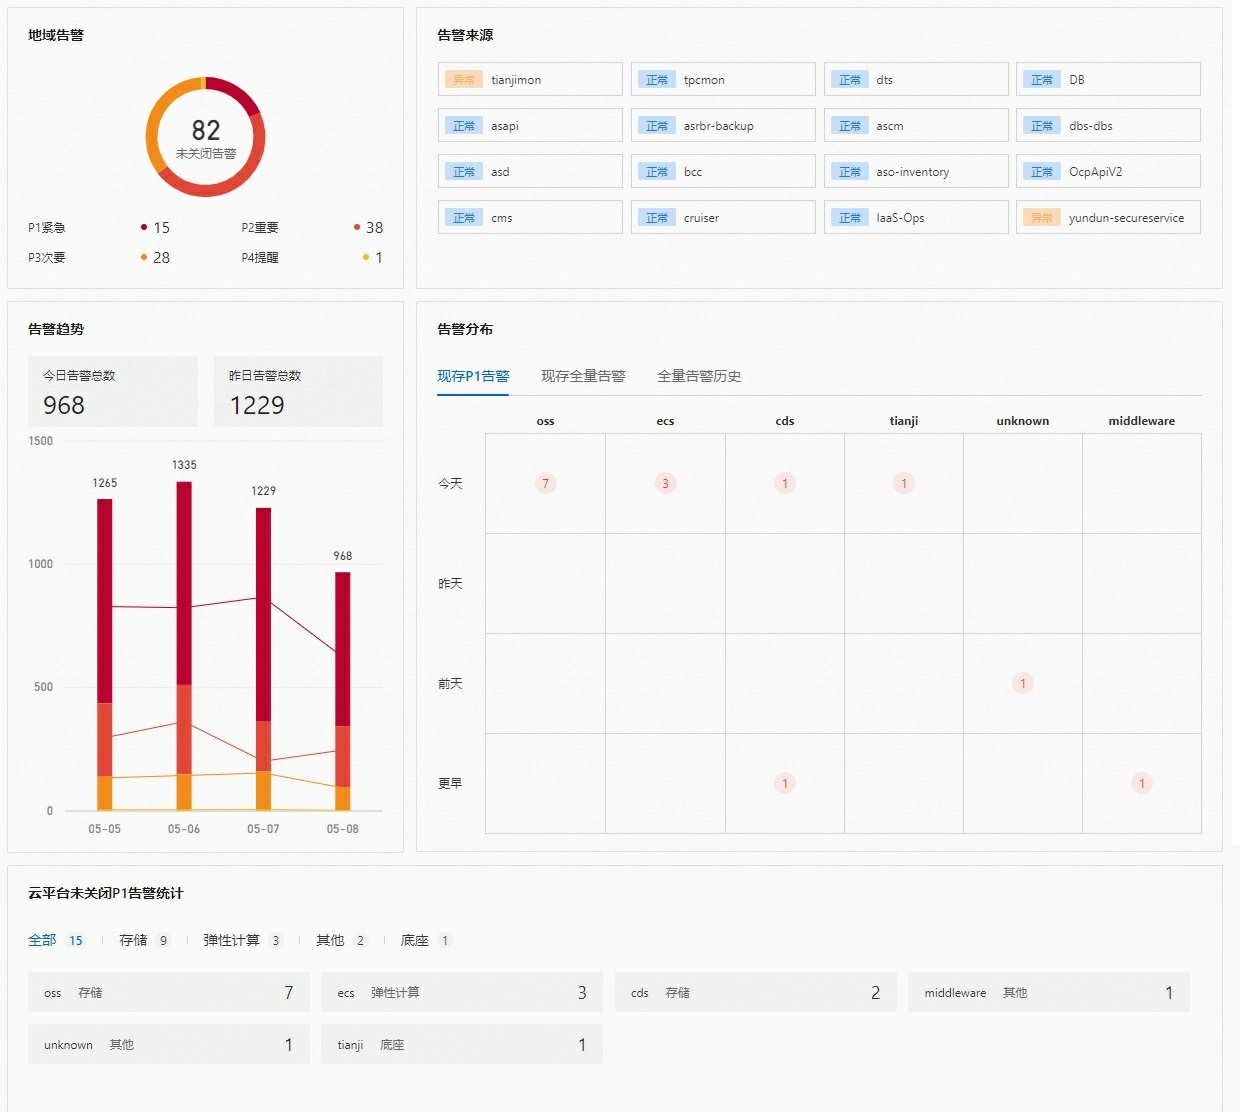 地域告警
82
未关闭告警
P1紧急 15 P2重要 38
P3次要 28 P4提醒 1
告警来源
异常 tianjimon 正常 tpcmon 正常 dts 正常 DB
正常 asapi 正常 asrbr-backup 正常 ascm 正常 dbs-dbs
正常 asd 正常 bcc 正常 aso-inventory 正常 OcpApiV2
正常 cms 正常 cruiser 正常 IaaS-Ops 异常 yundun-secureservice
告警趋势
今日告警总数 昨日告警总数
968 1229
1500
1335
1265
1229
968
1000
500
0
05-05 05-06 05-07 05-08
告警分布
现存P1告警 现存全量告警 全量告警历史
oss ecs cds tianji unknown middleware
今天 7 3 1 1
昨天
前天 1
更早 1 1
云平台未关闭P1告警统计
全部 15 存储 9 弹性计算 3 其他 2 底座 1
oss 存储 7 ecs 弹性计算 3 cds 存储 2 middleware 其他 1
unknown 其他 1 tianji 底座 1